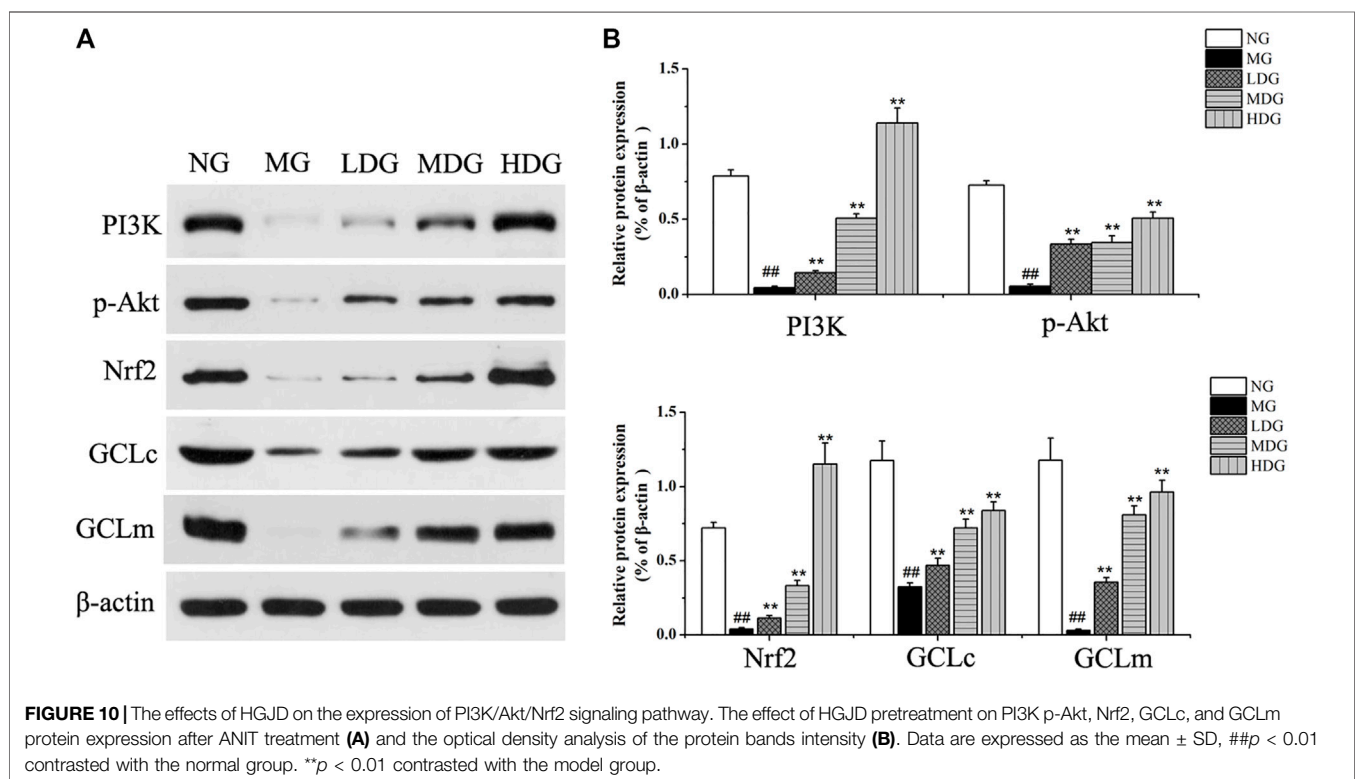 A
NG MG LDG MDG HDG
PI3K
p-Akt
Nrf2
GCLc
GCLm
β-actin
B
NG
MG
LDG
MDG
HDG
Relative protein expression
(% of β-actin )
1.5
1.0
0.5
0.0
##
**
**
**
##
**
**
**
PI3K p-Akt
NG
MG
LDG
MDG
HDG
Relative protein expression
(% of β-actin )
1.5
1.0
0.5
0.0
##
**
**
**
##
**
**
**
##
**
**
**
Nrf2 GCLc GCLm
FIGURE 10 | The effects of HGJD on the expression of PI3K/Akt/Nrf2 signaling pathway. The effect of HGJD pretreatment on PI3K p-Akt, Nrf2, GCLc, and GCLm
protein expression after ANIT treatment (A) and the optical density analysis of the protein bands intensity (B). Data are expressed as the mean ± SD, ##p < 0.01
contrasted with the normal group. **p < 0.01 contrasted with the model group.